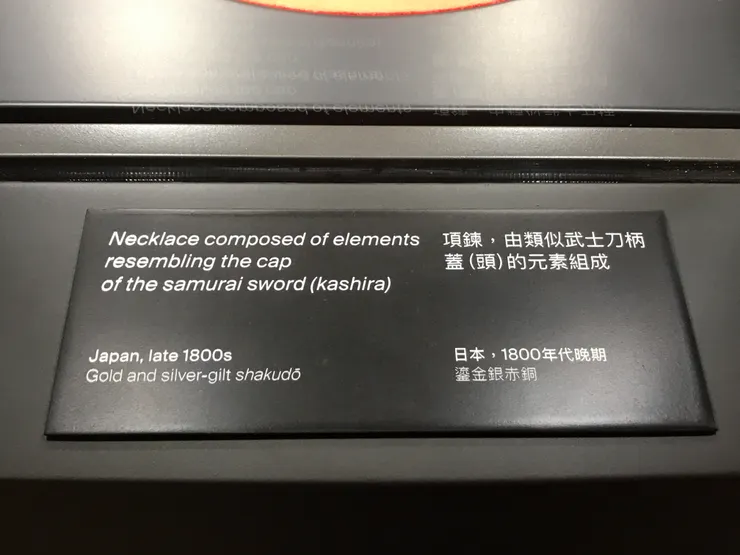 Necklace composed of elements
resembling the cap
of the samurai sword (kashira)
項鍊，由類似武士刀柄
蓋(頭)的元素組成
Japan, late 1800s
Gold and silver-gilt shakudō
日本，1800年代晚期
鎏金銀赤銅